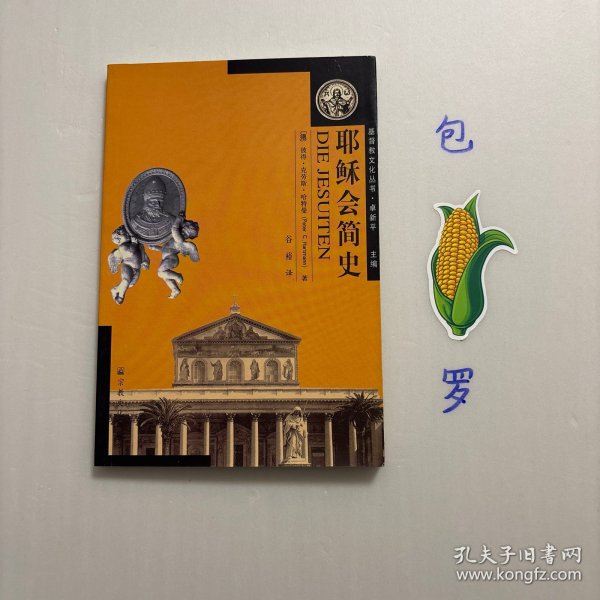 耶稣会简史
DIE JESUITEN
[德] 彼得·克劳斯·哈特曼 (Peter C. Hartmann) 著
谷裕 译
基督教文化丛书·卓新平 主编
宗教
包
罗
孔夫子旧书网
www.kongfz.com